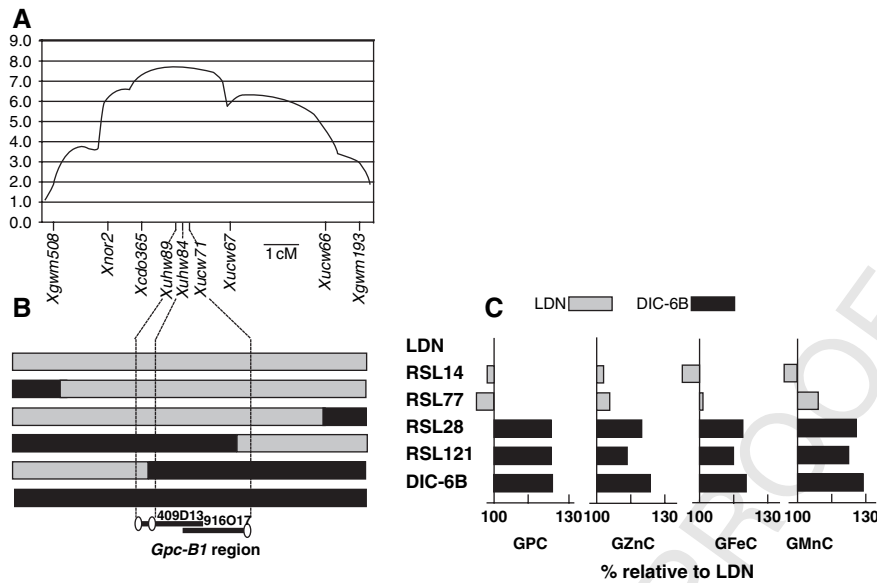 A
9.0
8.0
7.0
6.0
5.0
4.0
3.0
2.0
1.0
0.0
Xgwm508
Xnor2
Xcdo365
Xuhw89
Xuhw84
Xucw71
Xucw67
1 cM
Xucw66
Xgwm193
B
409D13
916O17
Gpc-B1 region
C
LDN
DIC-6B
LDN
RSL14
RSL77
RSL28
RSL121
DIC-6B
100 130 100 130 100 130 100 130
GPC GZnC GFeC GMnC
% relative to LDN
PROOF